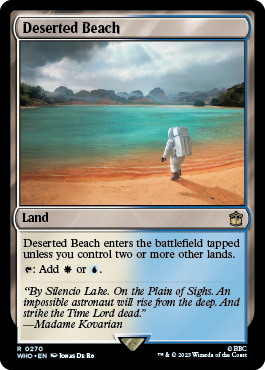 Deserted Beach
Land
Deserted Beach enters the battlefield tapped
unless you control two or more other lands.
: Add or .
“By Silencio Lake. On the Plain of Sighs. An
impossible astronaut will rise from the deep. And
strike the Time Lord dead.”
—Madame Kovarian
R 0270
WHO • EN Jonas De Ro
© BBC
™ & © 2023 Wizards of the Coast